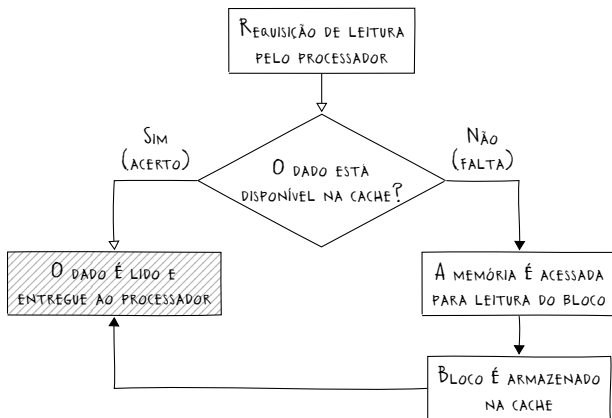 Requisição de leitura
pelo processador
Sim
(acerto)
Não
(falta)
O dado está
disponível na cache?
O dado é lido e
entregue ao processador
A memória é acessada
para leitura do bloco
Bloco é armazenado
na cache